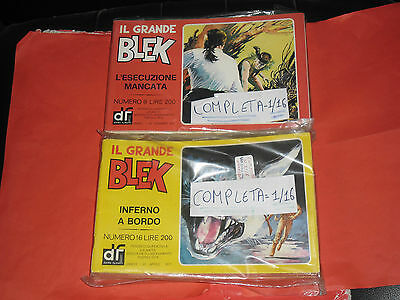 IL GRANDE
BLEK
L'ESECUZIONE
MANCATA
NUMERO 8 LIRE 200
dr
COMPLETA=1/16
IL GRANDE
BLEK
INFERNO
A BORDO
NUMERO 16 LIRE 200
dr
COMPLETA=1/16